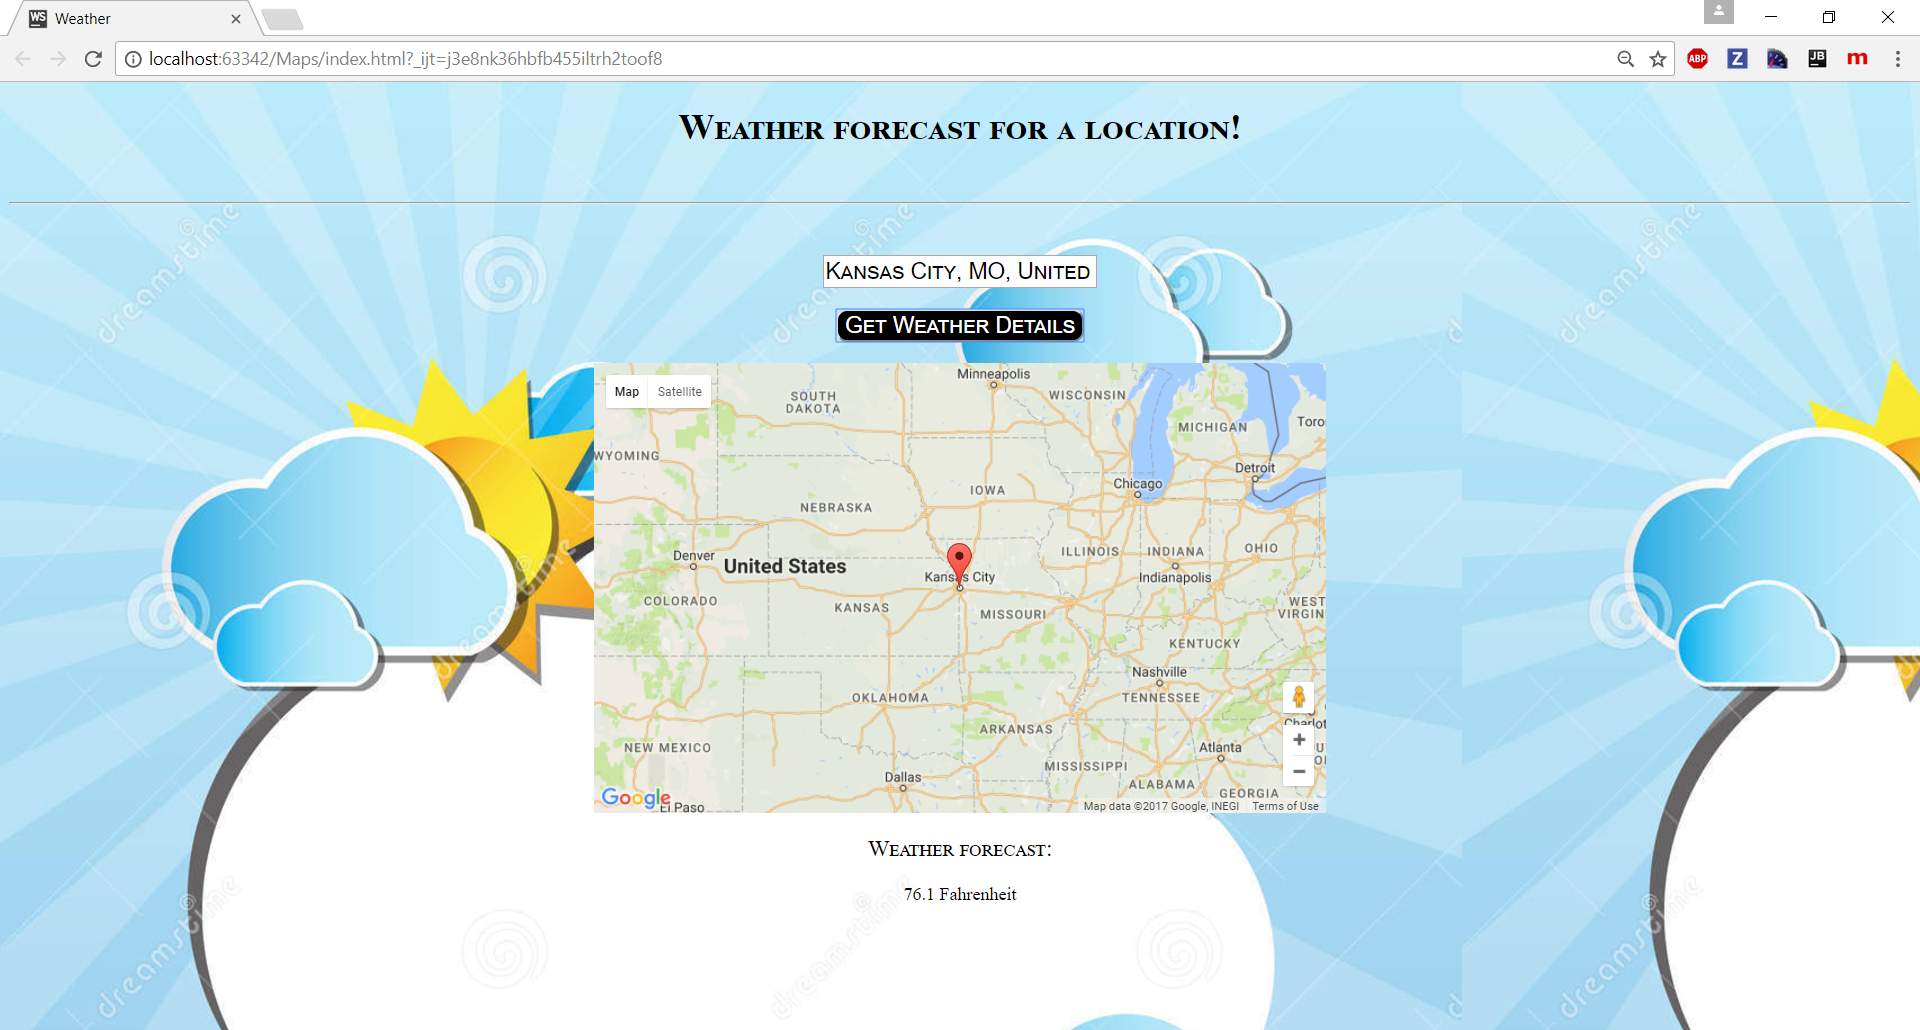 WS Weather
localhost:63342/Maps/index.html?_ijt=j3e8nk36hbfb455iltrh2toof8
ABP Z JB m
Weather forecast for a location!
dreamstime dreamstime dreamstime
Kansas City, MO, United
Get Weather Details
Map Satellite
Minneapolis
SOUTH DAKOTA
WISCONSIN
MICHIGAN
Toro
WYOMING
Detroit
Chicago
IOWA
NEBRASKA
Denver
United States
Kansas City
ILLINOIS
INDIANA
OHIO
Indianapolis
COLORADO
KANSAS
MISSOURI
WEST VIRGIN
KENTUCKY
Nashville
OKLAHOMA
TENNESSEE
ARKANSAS
Charlot
NEW MEXICO
Atlanta
MISSISSIPPI
Dallas
ALABAMA
GEORGIA
Google
El Paso
Map data ©2017 Google, INEGI Terms of Use
dreamstime
Weather forecast:
76.1 Fahrenheit
dreamstime dreamstime dreamstime